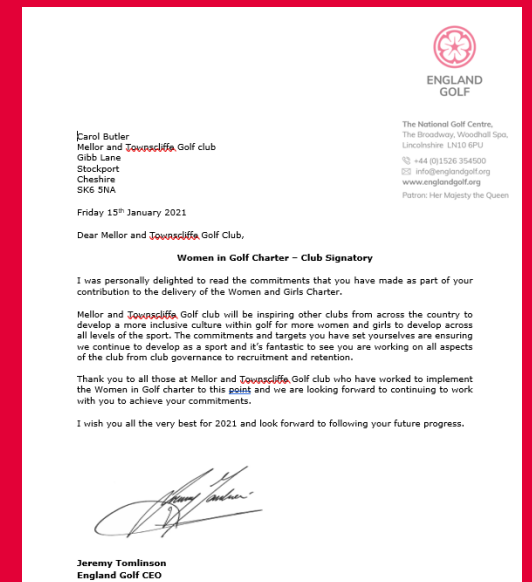 ENGLAND
GOLF
The National Golf Centre,
The Broadway, Woodhall Spa,
Lincolnshire LN10 6PU
+44 (0)1526 354500
info@englandgolf.org
www.englandgolf.org
Patron: Her Majesty the Queen
Carol Butler
Mellor and Townscliffe Golf club
Gibb Lane
Stockport
Cheshire
SK6 5NA
Friday 15th January 2021
Dear Mellor and Townscliffe Golf Club,
Women in Golf Charter – Club Signatory
I was personally delighted to read the commitments that you have made as part of your
contribution to the delivery of the Women and Girls Charter.
Mellor and Townscliffe Golf club will be inspiring other clubs from across the country to
develop a more inclusive culture within golf for more women and girls to develop across
all levels of the sport. The commitments and targets you have set yourselves are ensuring
we continue to develop as a sport and it's fantastic to see you are working on all aspects
of the club from club governance to recruitment and retention.
Thank you to all those at Mellor and Townscliffe Golf club who have worked to implement
the Women in Golf charter to this point and we are looking forward to continuing to work
with you to achieve your commitments.
I wish you all the very best for 2021 and look forward to following your future progress.
Jeremy Tomlinson
England Golf CEO